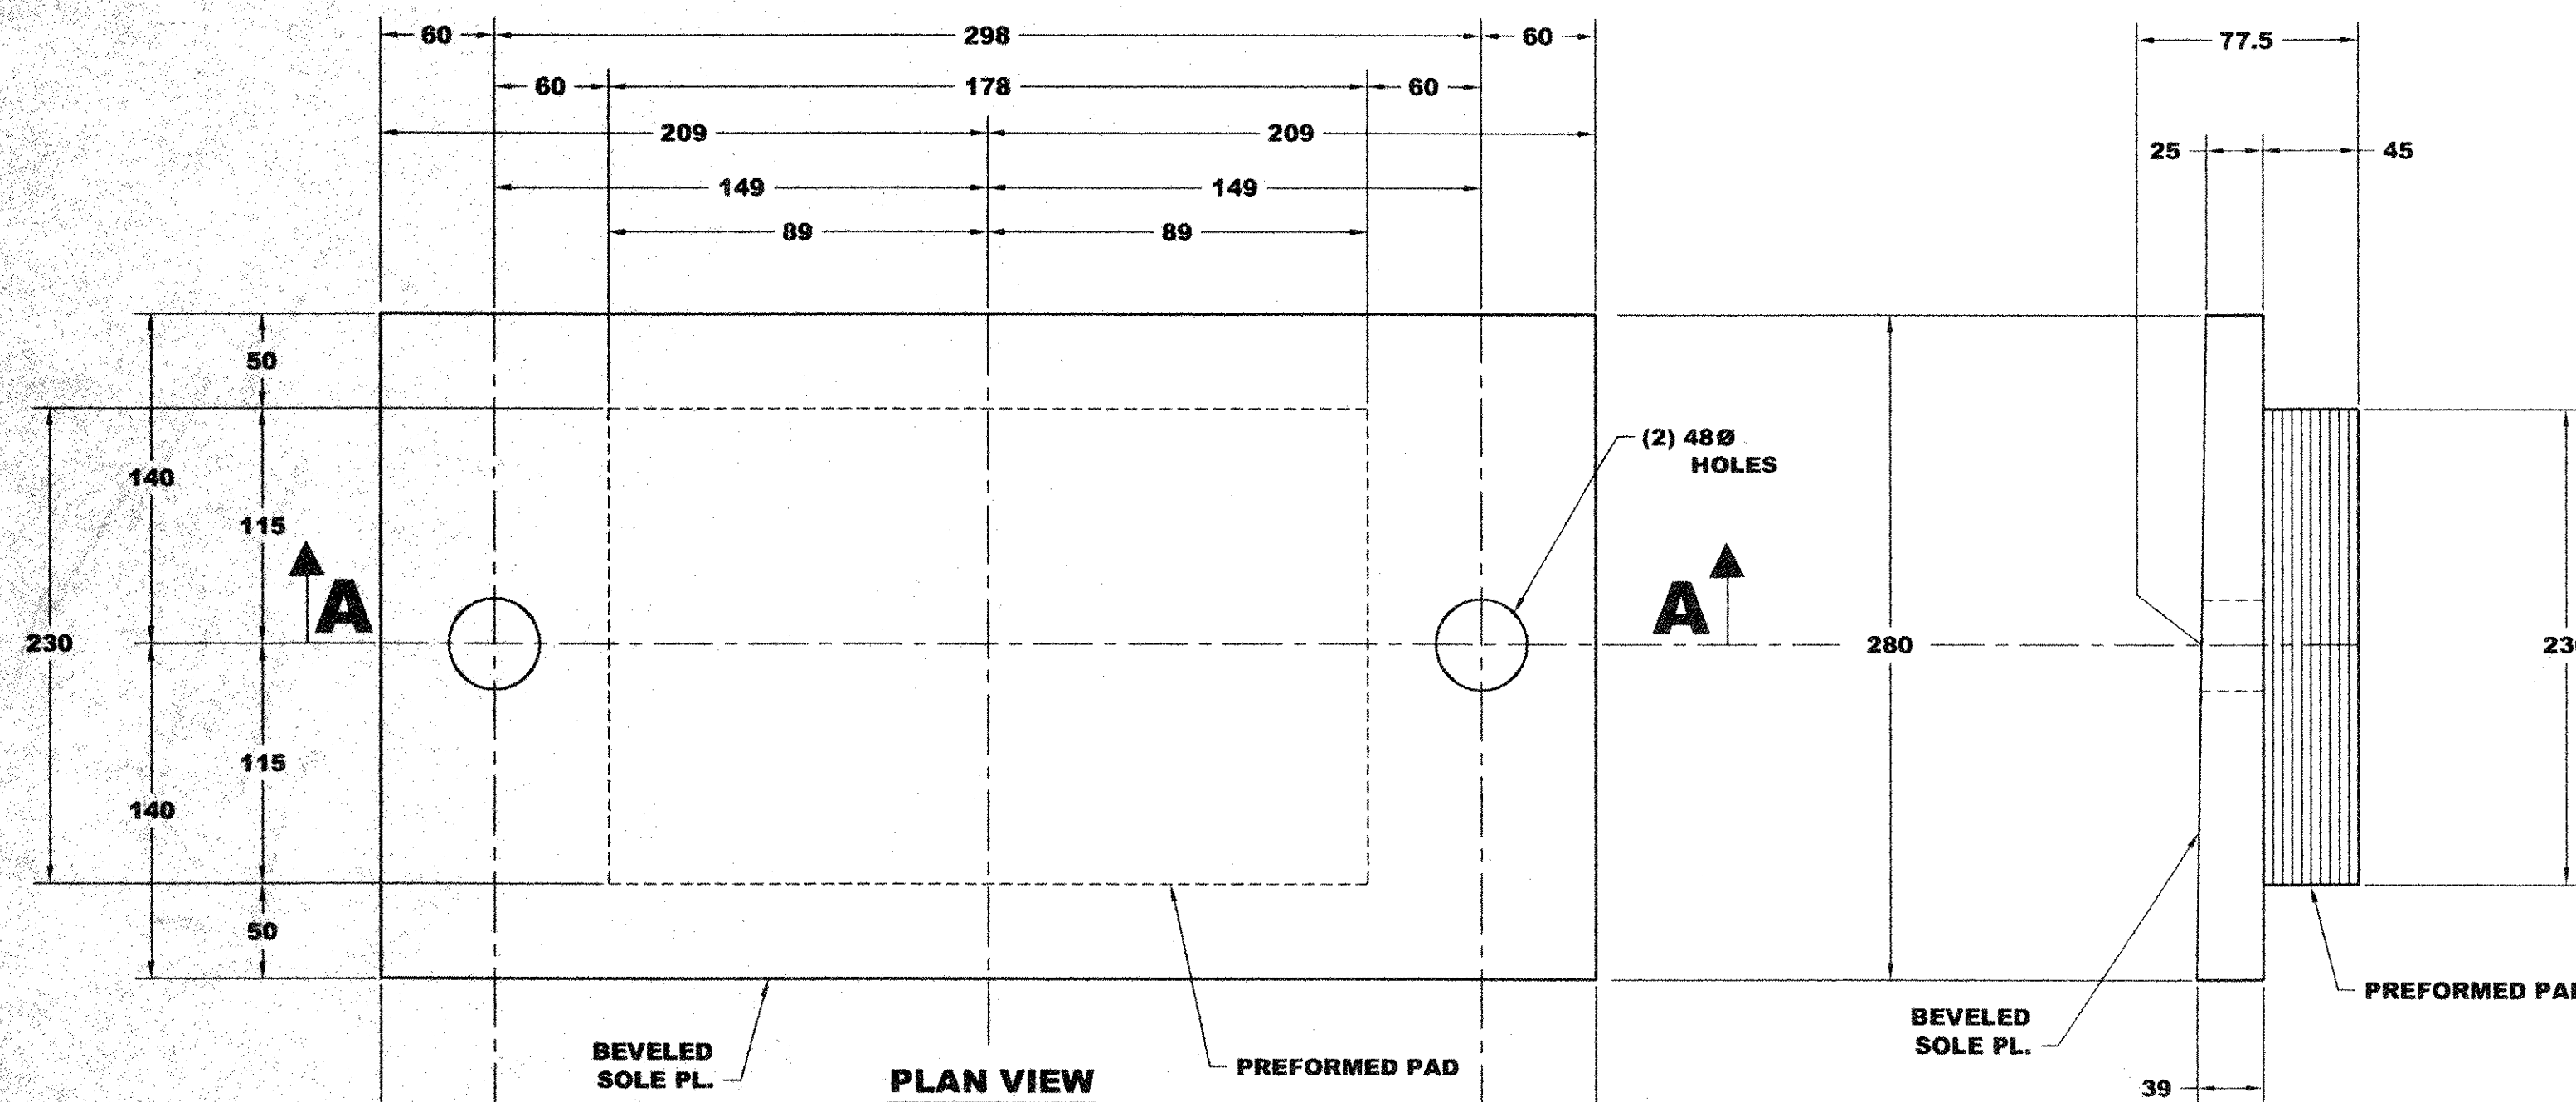 60 298 60 77.5
60 178 60
209 209
25 45
149 149
89 89
50
(2) 48Ø
HOLES
140
115
A A
230 280
115
140
50
PREFORMED
BEVELED
SOLE PL.
BEVELED
SOLE PL.
PREFORMED PAD
PLAN VIEW
39